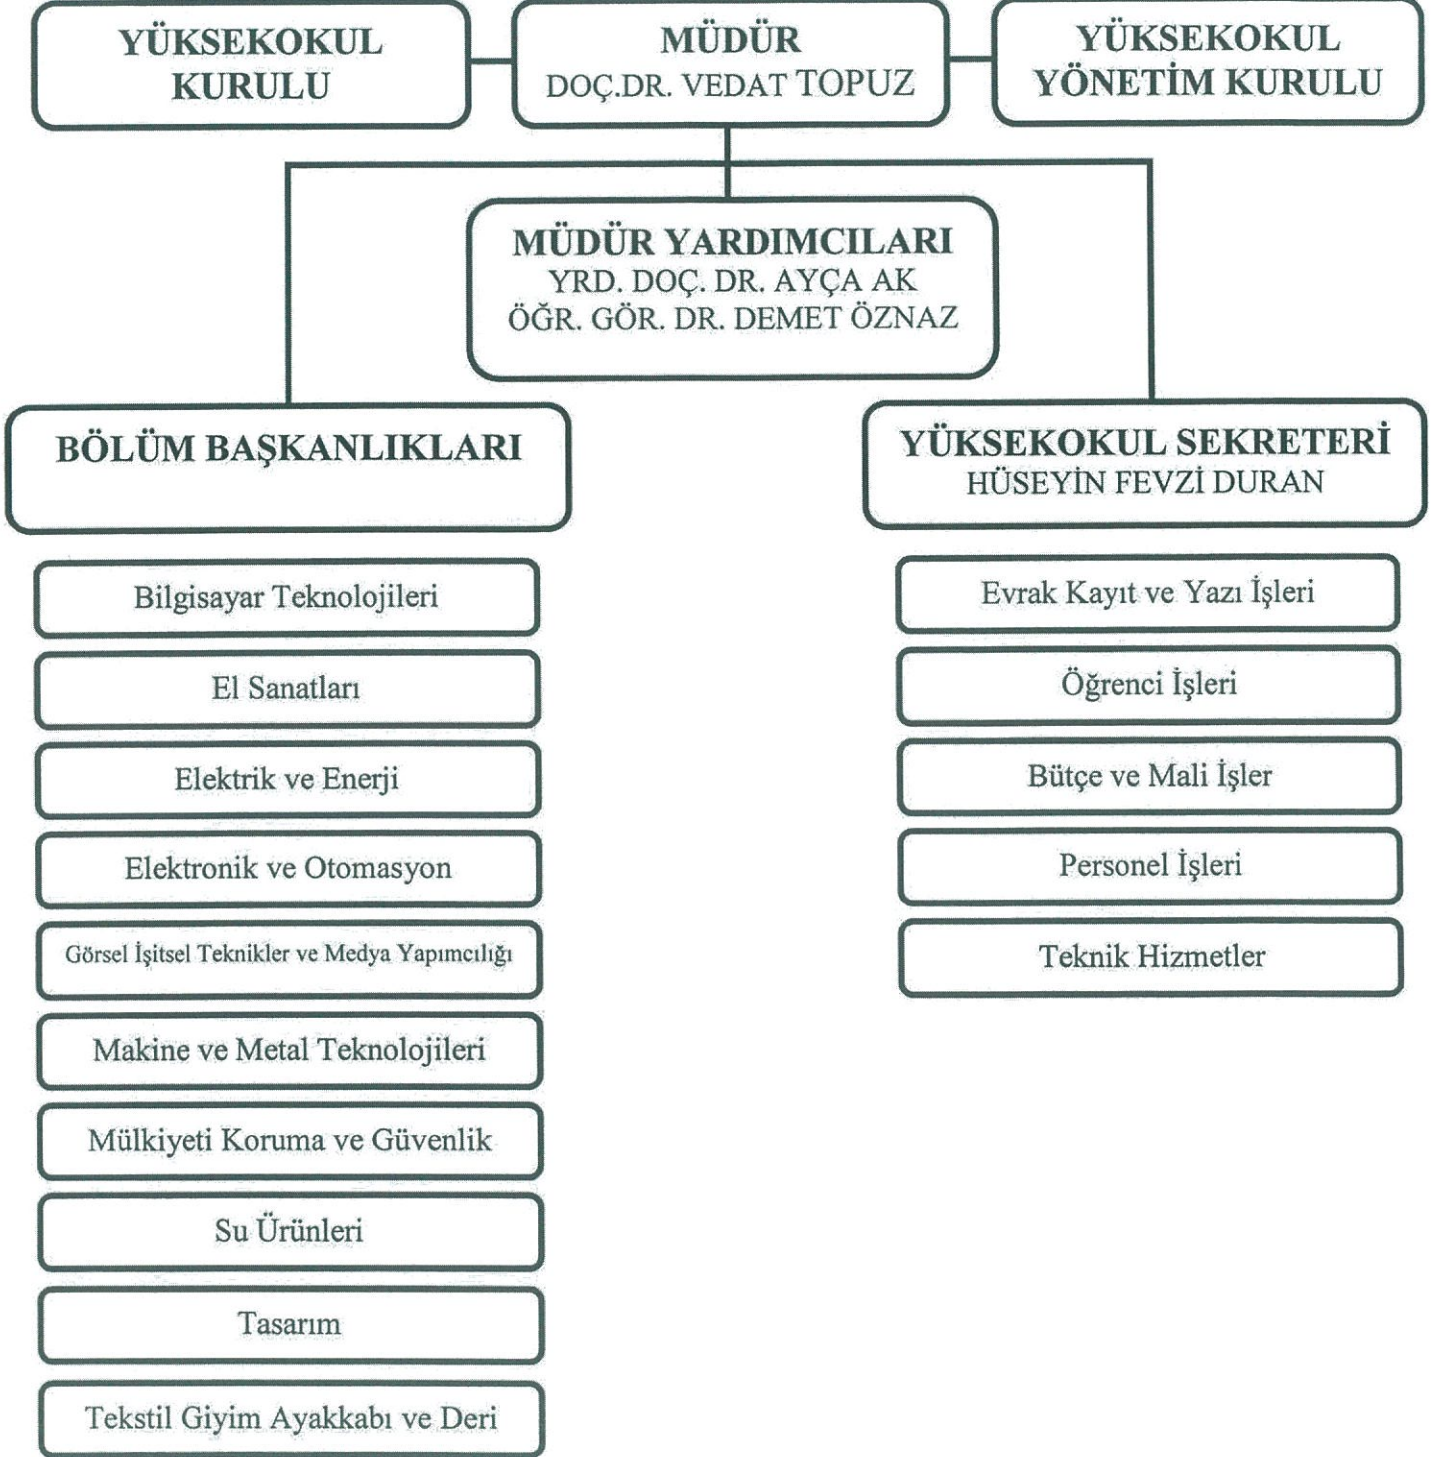 YÜKSEKOKUL
KURULU
MÜDÜR
DOÇ.DR. VEDAT TOPUZ
YÜKSEKOKUL
YÖNETİM KURULU
MÜDÜR YARDIMCILARI
YRD. DOÇ. DR. AYÇA AK
ÖĞR. GÖR. DR. DEMET ÖZNAZ
BÖLÜM BAŞKANLIKLARI
Bilgisayar Teknolojileri
El Sanatları
Elektrik ve Enerji
Elektronik ve Otomasyon
Görsel İşitsel Teknikler ve Medya Yapımcılığı
Makine ve Metal Teknolojileri
Mülkiyeti Koruma ve Güvenlik
Su Ürünleri
Tasarım
Tekstil Giyim Ayakkabı ve Deri
YÜKSEKOKUL SEKRETERİ
HÜSEYİN FEVZİ DURAN
Evrak Kayıt ve Yazı İşleri
Öğrenci İşleri
Bütçe ve Mali İşler
Personel İşleri
Teknik Hizmetler